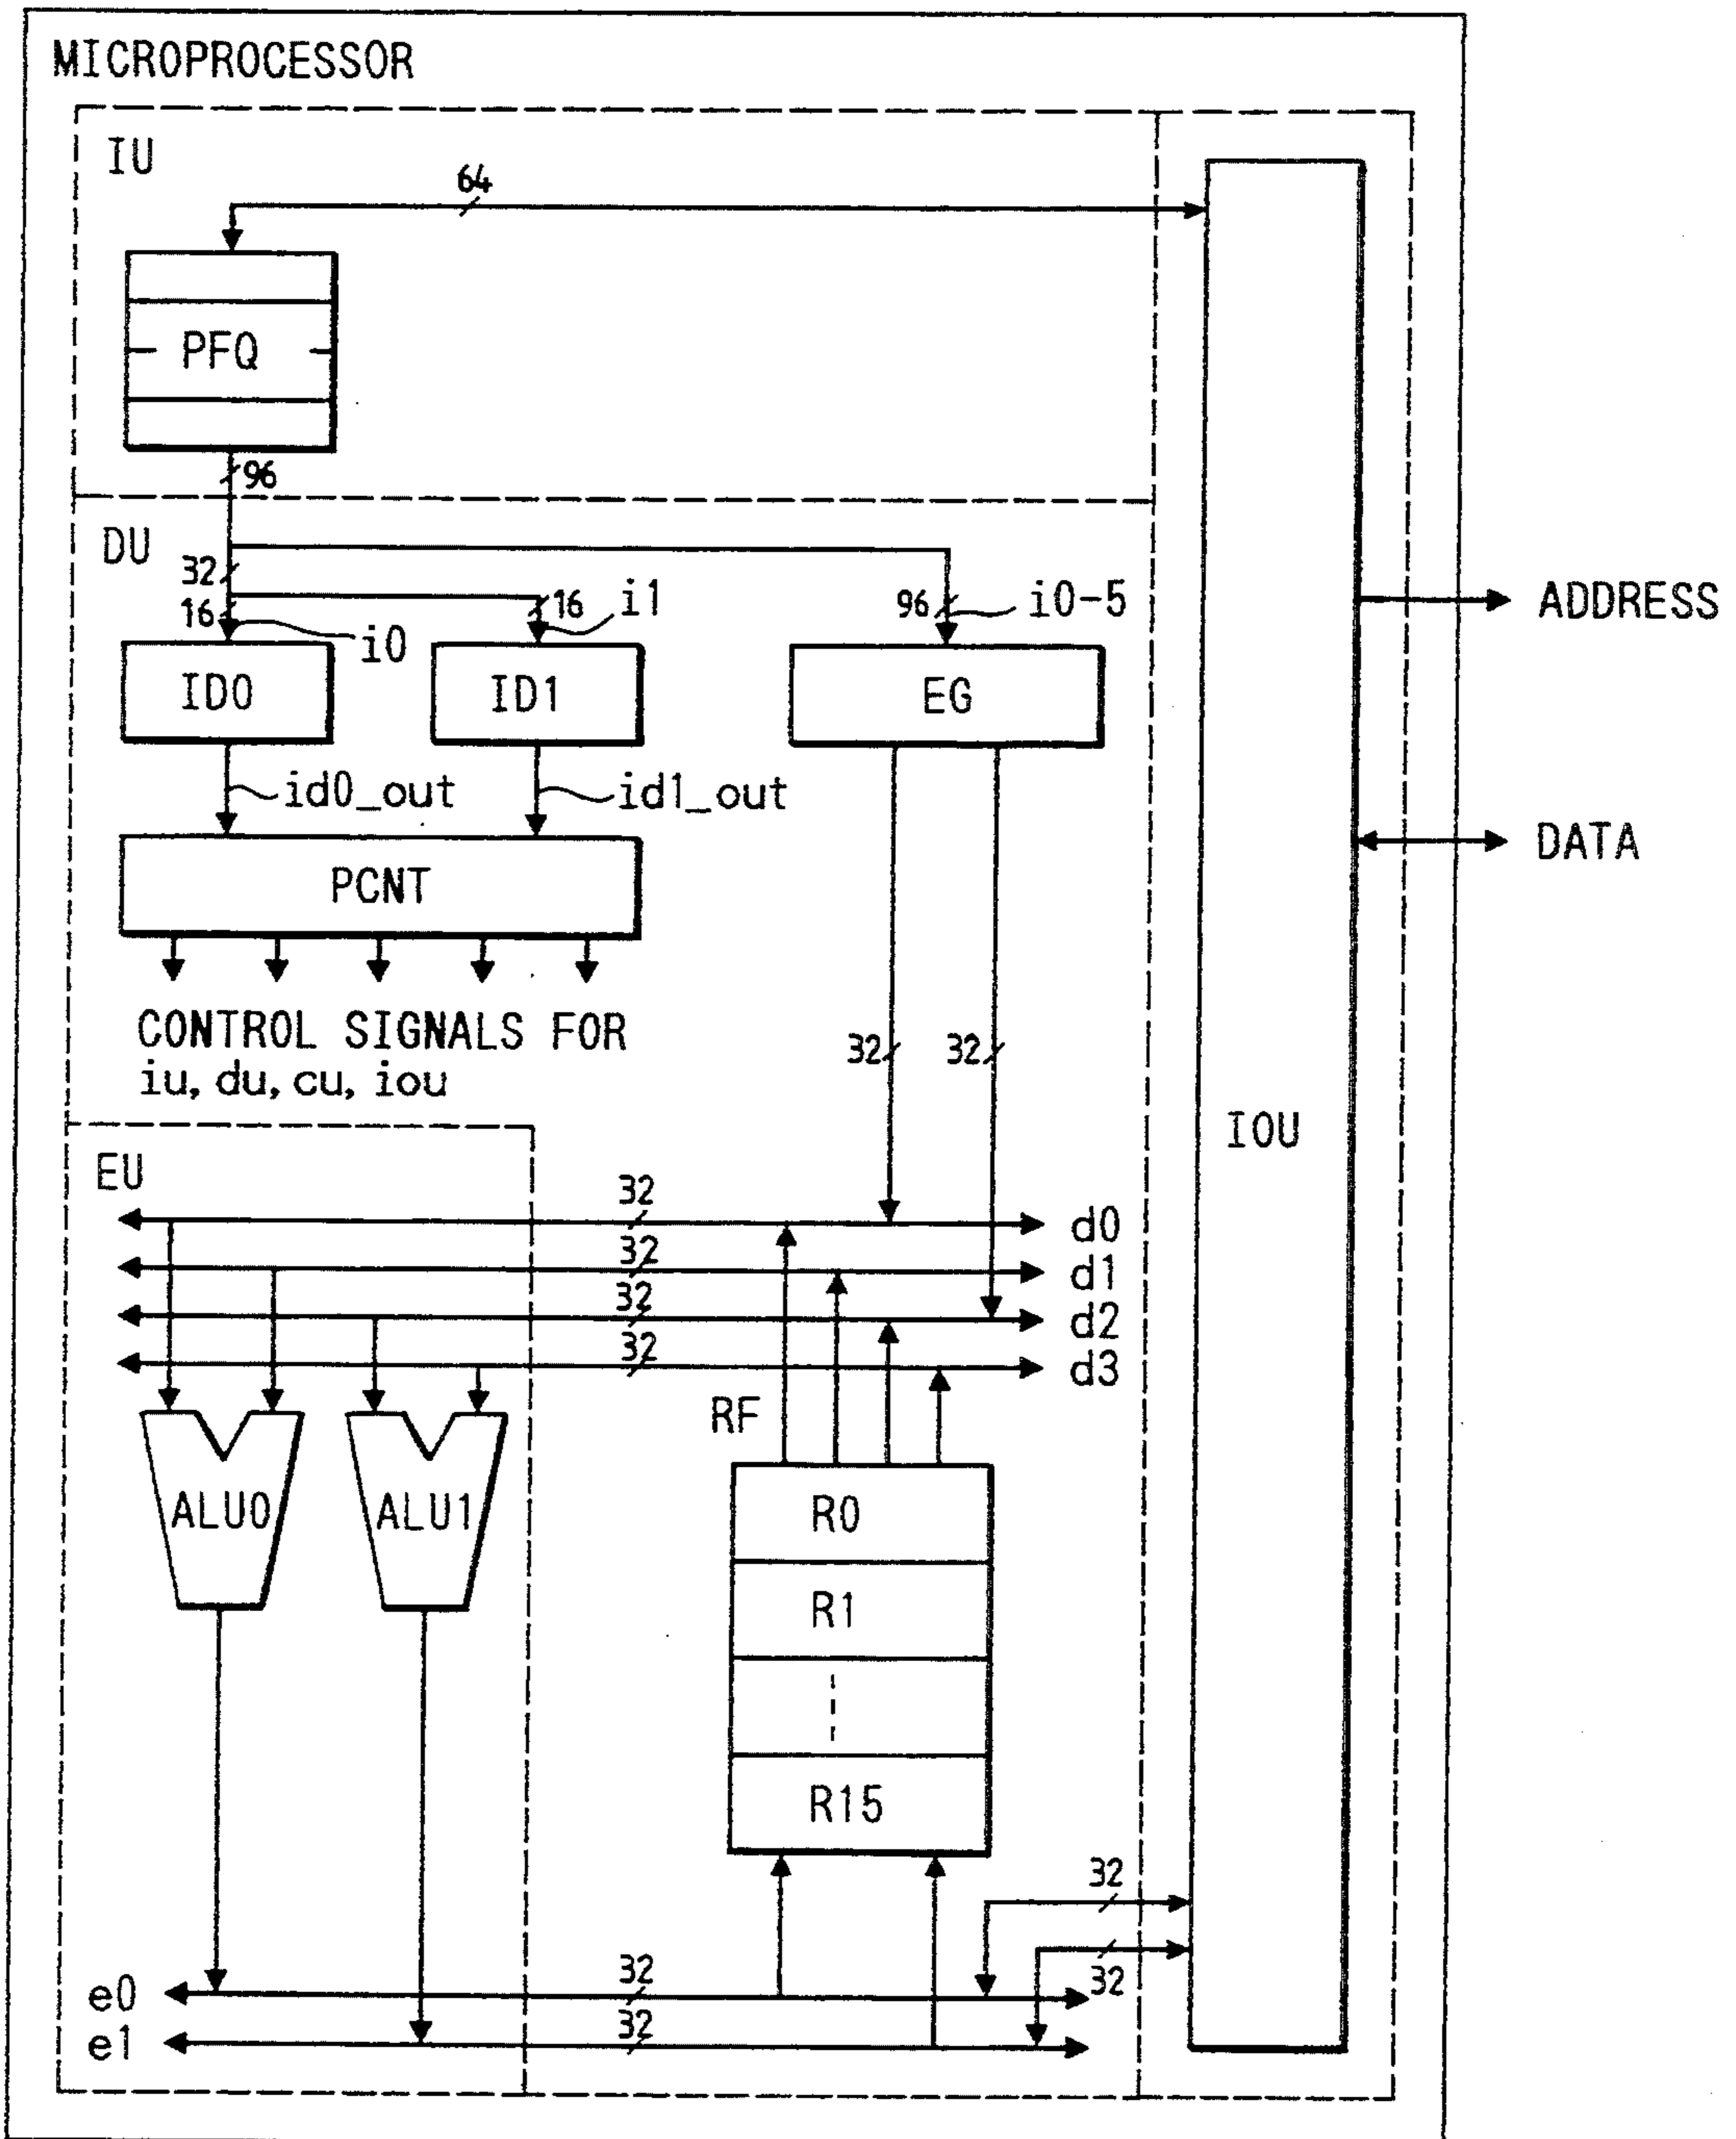 MICROPROCESSOR
IU
64
PFQ
96
DU
32
16
i0
16
i1
96
i0-5
ID0
ID1
EG
id0_out
id1_out
PCNT
CONTROL SIGNALS FOR
iu, du, cu, iou
32
32
ADDRESS
DATA
IOU
EU
32
d0
32
d1
32
d2
32
d3
RF
ALU0
ALU1
R0
R1
R15
32
32
e0
32
e1
32